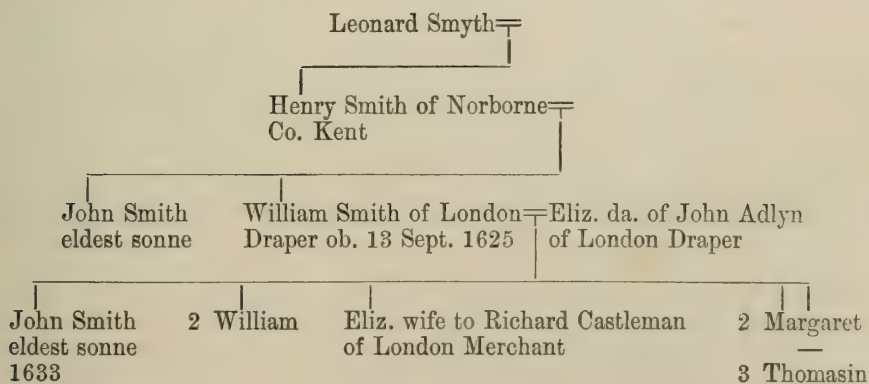 Leonard Smyth
Henry Smith of Norborne
Co. Kent
John Smith
eldest sonne
William Smith of London
Draper ob. 13 Sept. 1625
Eliz. da. of John Adlyn
of London Draper
John Smith
eldest sonne
1633
2 William
Eliz. wife to Richard Castleman
of London Merchant
2 Margaret
—
3 Thomasin